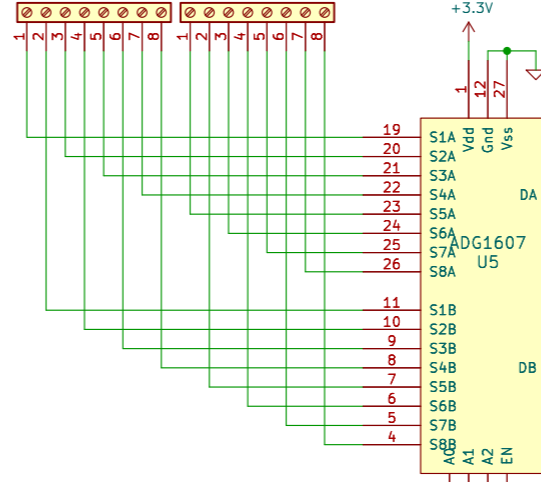 +3.3V
1 2 3 4 5 6 7 8
1 2 3 4 5 6 7 8
1 12 27
Vdd Gnd Vss
19 S1A
20 S2A
21 S3A
22 S4A DA
23 S5A
24 S6A
25 S7A
26 S8A
ADG1607
U5
11 S1B
10 S2B
9 S3B
8 S4B DB
7 S5B
6 S6B
5 S7B
4 S8B
A0 A1 A2 EN